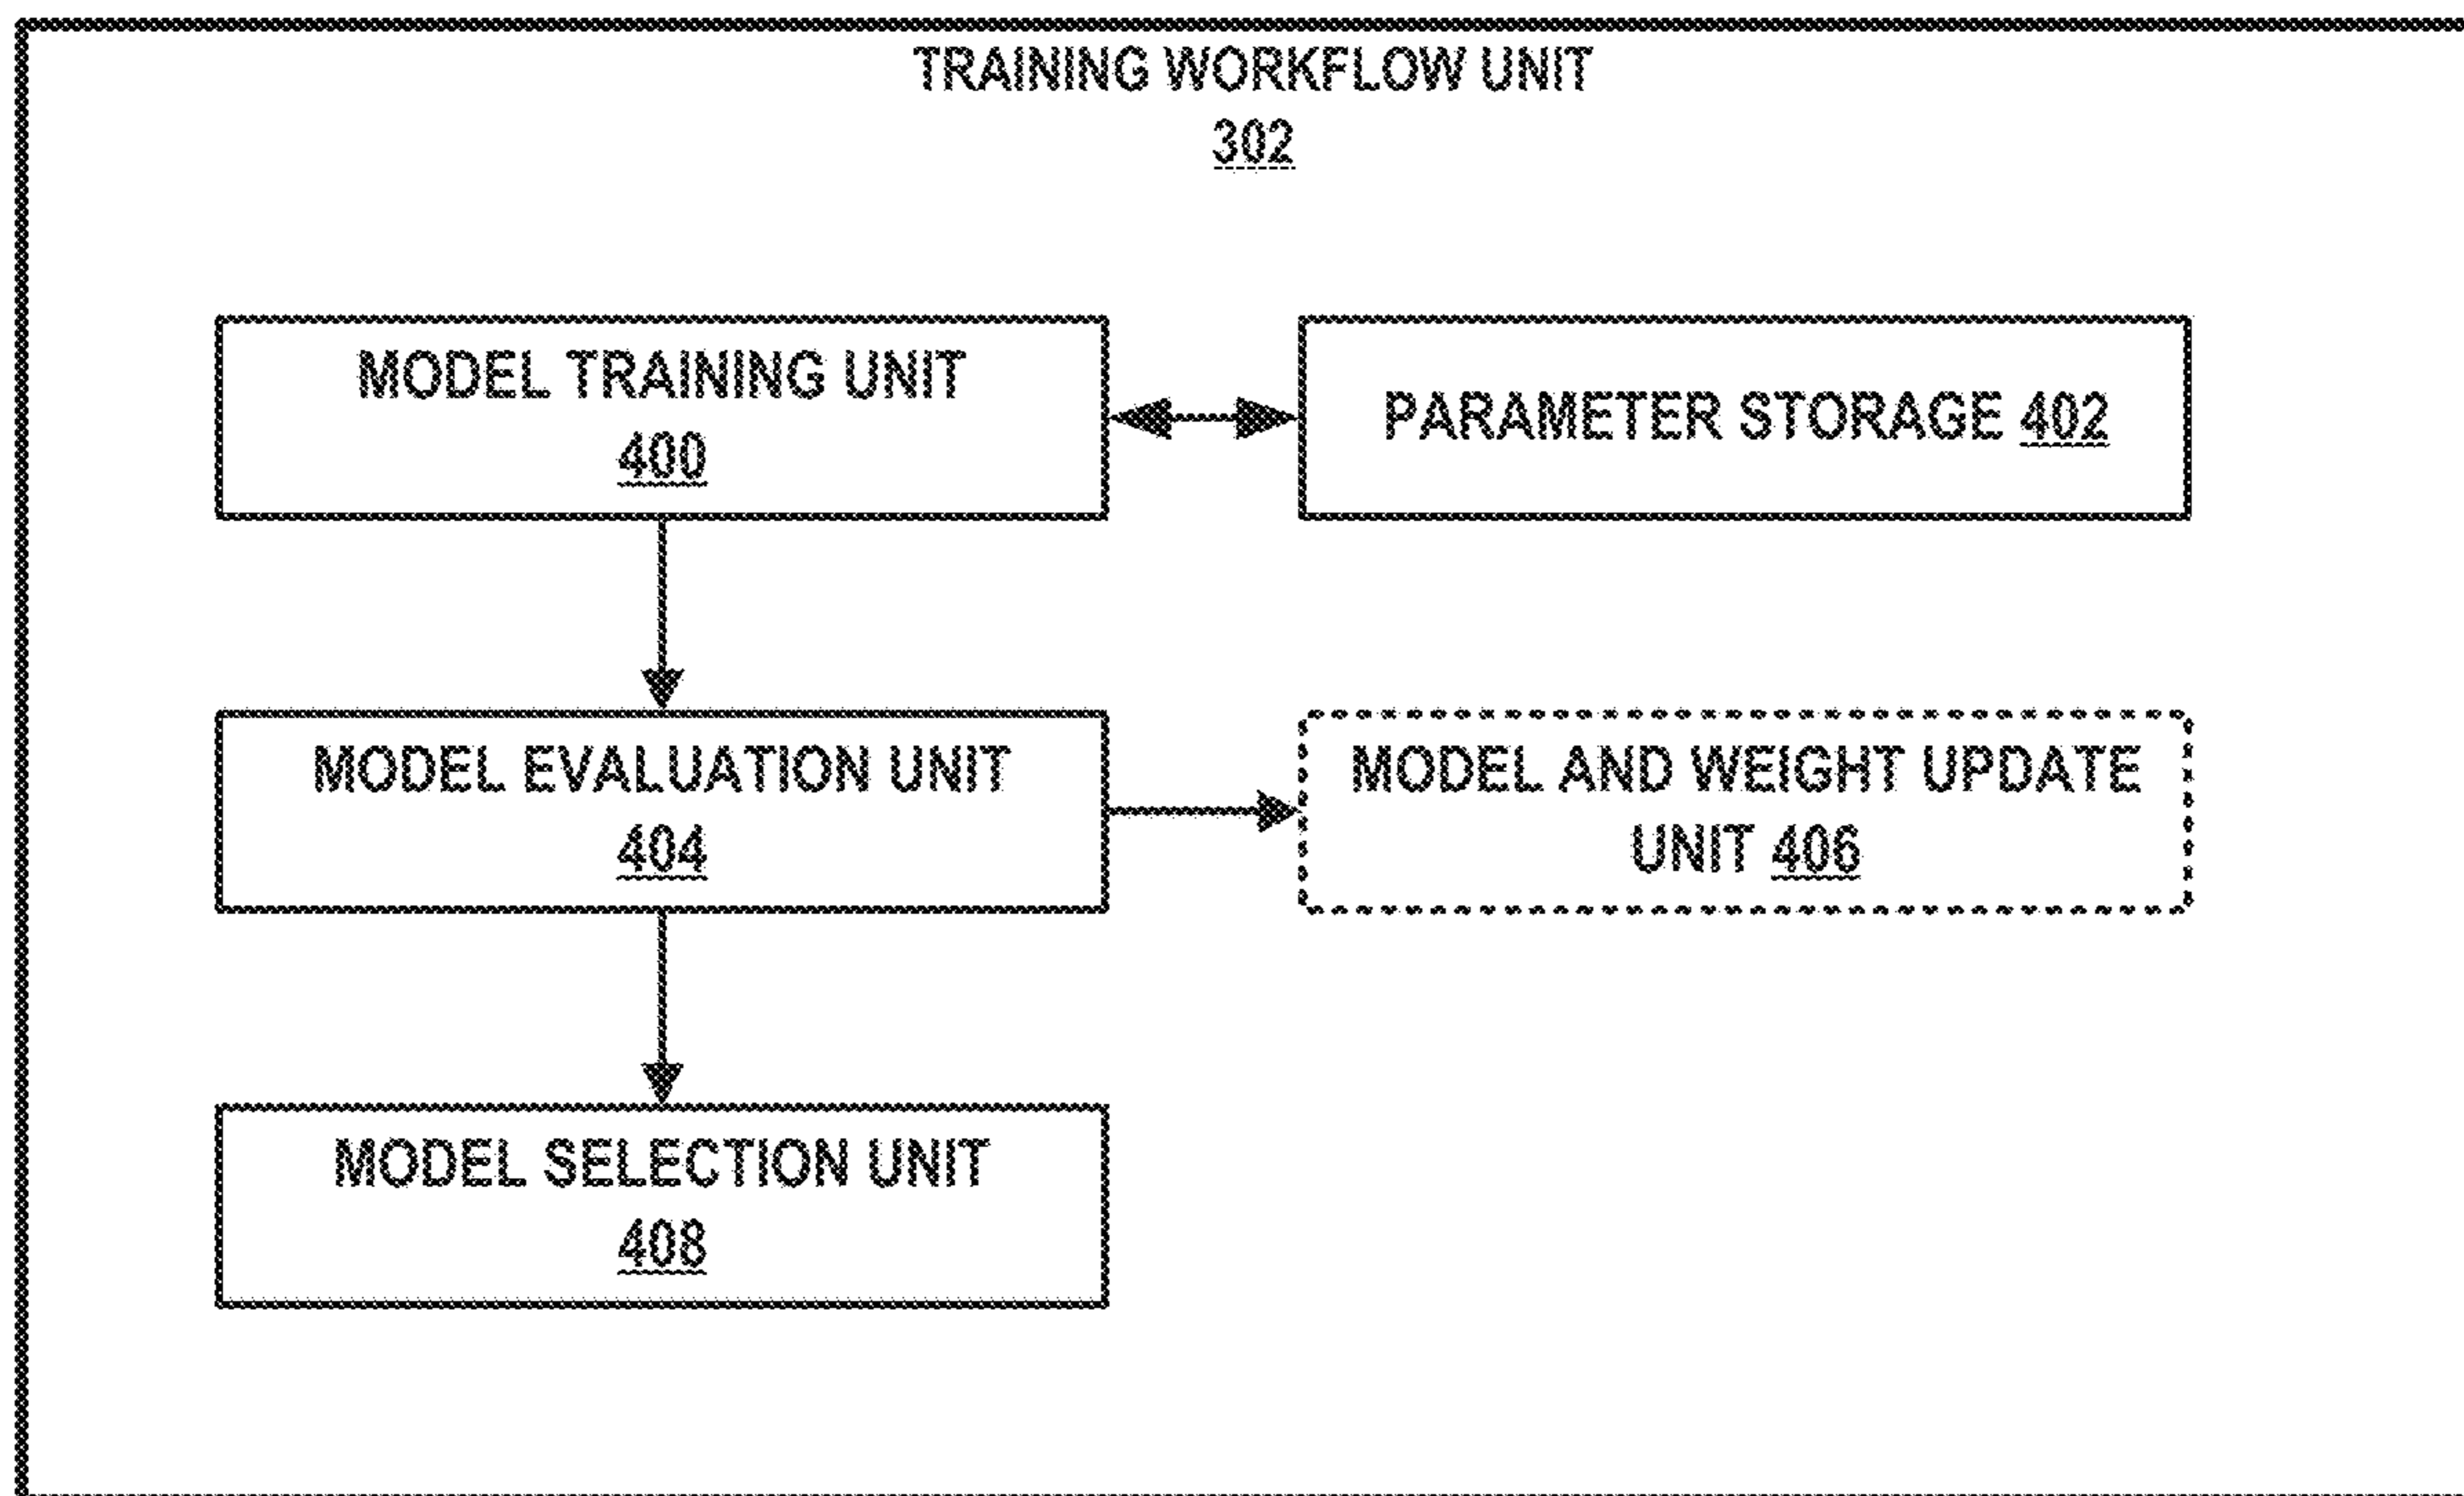 TRAINING WORKFLOW UNIT
302
MODEL TRAINING UNIT
400
PARAMETER STORAGE 402
MODEL EVALUATION UNIT
404
MODEL AND WEIGHT UPDATE
UNIT 406
MODEL SELECTION UNIT
408